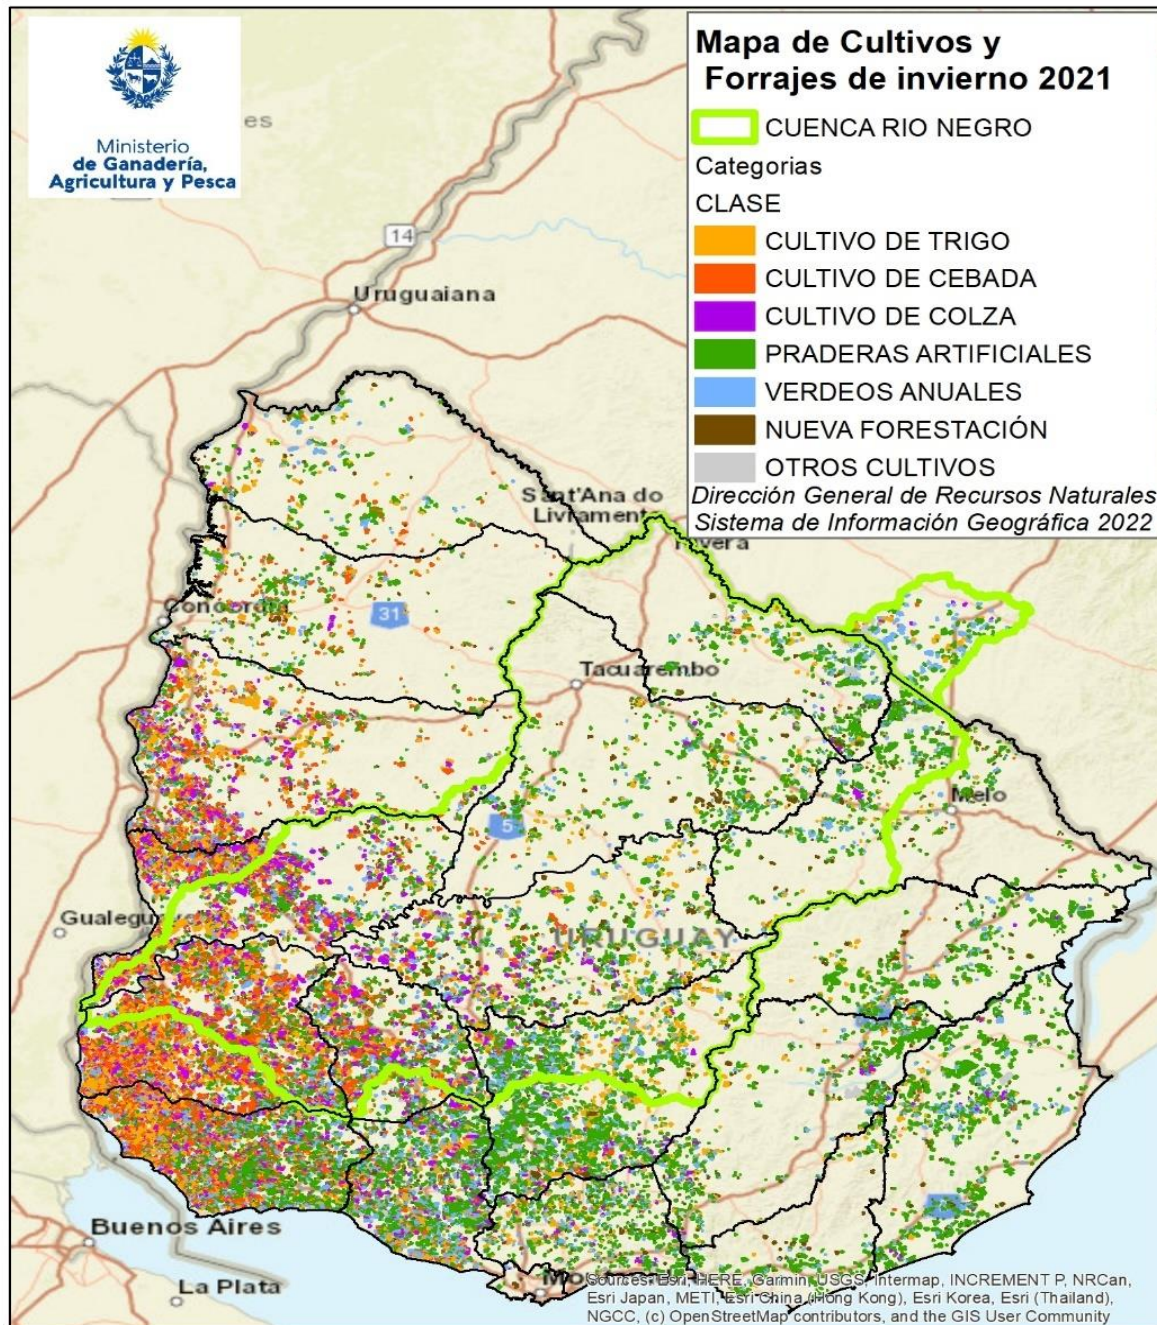 Ministerio
de Ganadería,
Agricultura y Pesca
Mapa de Cultivos y
Forrajes de invierno 2021
CUENCA RIO NEGRO
Categorias
CLASE
CULTIVO DE TRIGO
CULTIVO DE CEBADA
CULTIVO DE COLZA
PRADERAS ARTIFICIALES
VERDEOS ANUALES
NUEVA FORESTACIÓN
OTROS CULTIVOS
Dirección General de Recursos Naturales
Sistema de Información Geográfica 2022
14
Uruguaiana
Sant'Ana do
Livramento
Rivera
Concordia
31
Tacuarembo
5
Melo
URUGUAY
Buenos Aires
La Plata
Sources: Esri, HERE, Garmin, USGS, Intermap, INCREMENT P, NRCan,
Esri Japan, METI, Esri China (Hong Kong), Esri Korea, Esri (Thailand),
NGCC, (c) OpenStreetMap contributors, and the GIS User Community